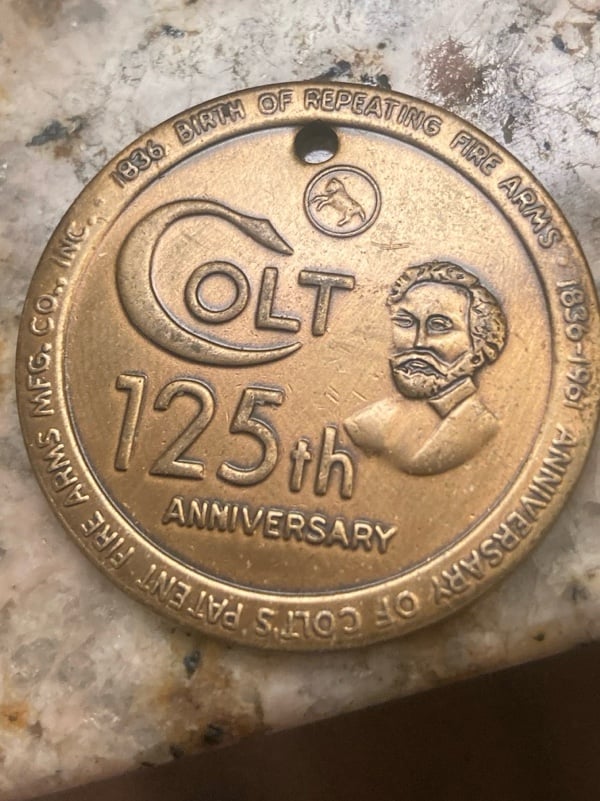 1836 BIRTH OF REPEATING FIRE ARMS · 1836-1961 ANNIVERSARY OF COLT'S PATENT FIRE ARMS MFG. CO., INC.
COLT
125th
ANNIVERSARY